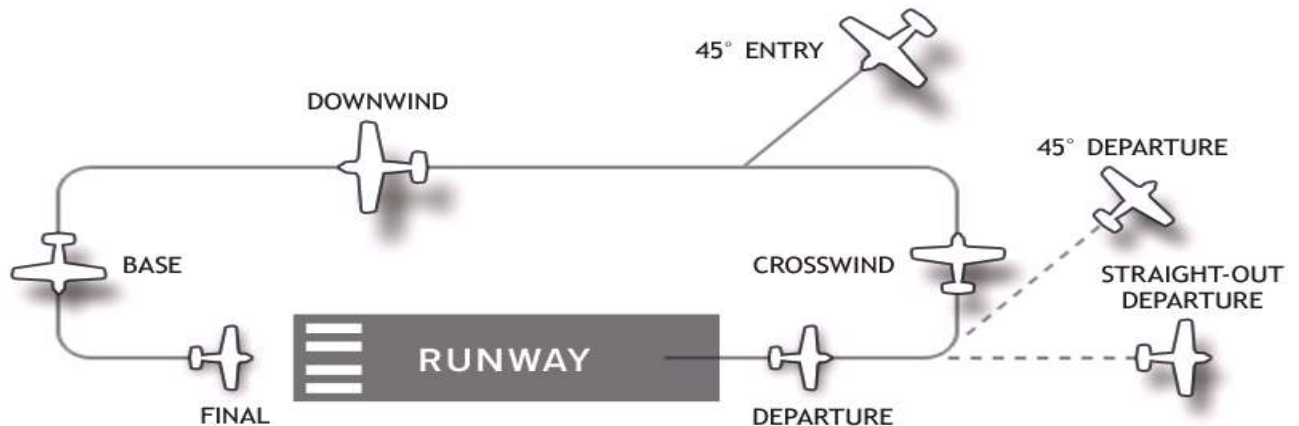 45° ENTRY
DOWNWIND
45° DEPARTURE
BASE
CROSSWIND
STRAIGHT-OUT
DEPARTURE
RUNWAY
FINAL
DEPARTURE